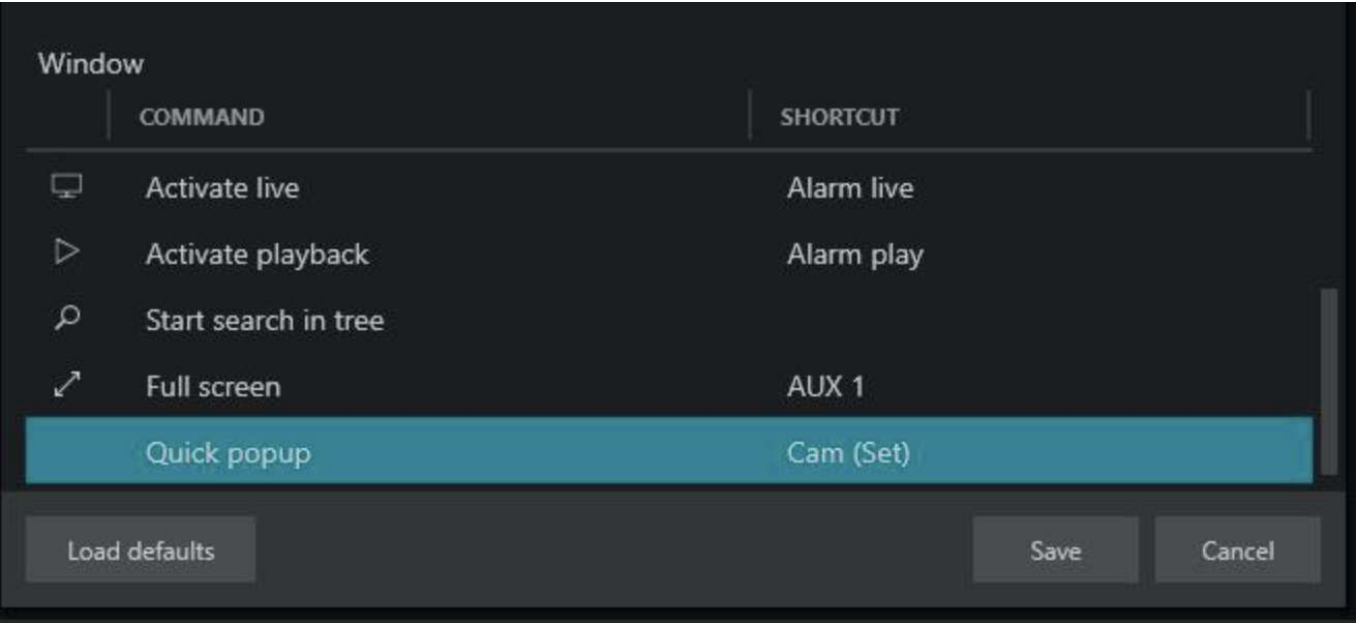 Window
COMMAND SHORTCUT
Activate live Alarm live
Activate playback Alarm play
Start search in tree
Full screen AUX 1
Quick popup Cam (Set)
Load defaults Save Cancel